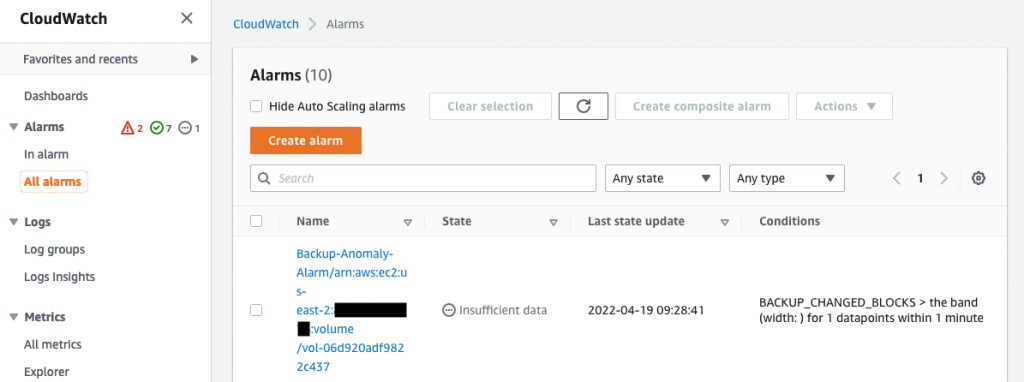 CloudWatch
Favorites and recents
Dashboards
Alarms 2 7 1
In alarm
All alarms
Logs
Log groups
Logs Insights
Metrics
All metrics
Explorer
CloudWatch > Alarms
Alarms (10)
Hide Auto Scaling alarms
Clear selection
Create composite alarm
Actions
Create alarm
Search
Any state
Any type
1
Name State Last state update Conditions
Backup-Anomaly-
Alarm/arn:aws:ec2:u
s-
east-2:
:volume
/vol-06d920adf982
2c437
Insufficient data
2022-04-19 09:28:41
BACKUP_CHANGED_BLOCKS > the band
(width: ) for 1 datapoints within 1 minute